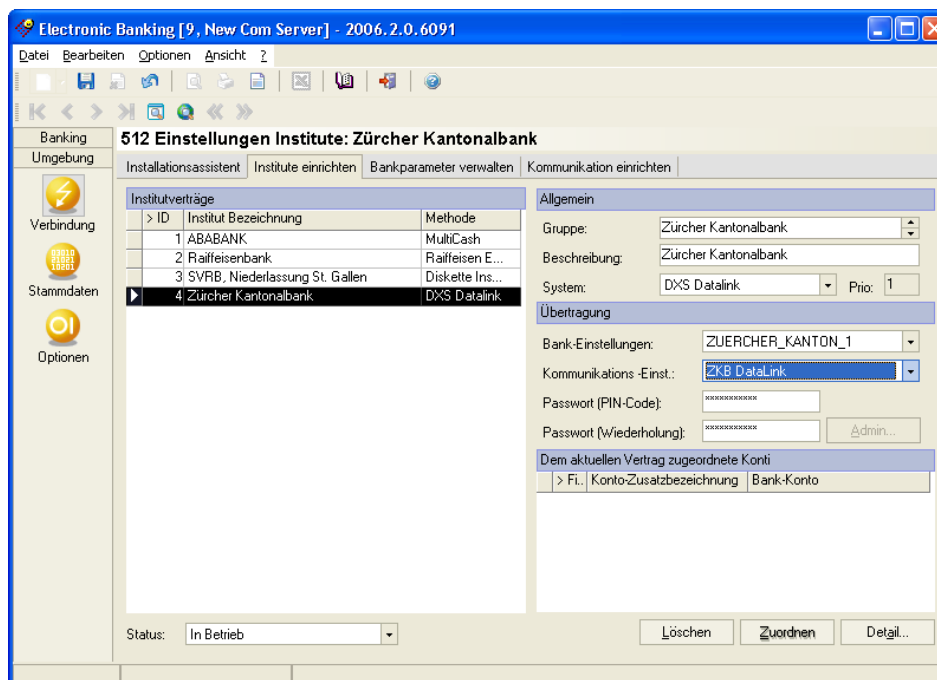 Electronic Banking [9, New Com Server] - 2006.2.0.6091
Datei Bearbeiten Optionen Ansicht ?
Banking
Umgebung
Verbindung
Stammdaten
Optionen
512 Einstellungen Institute: Zürcher Kantonalbank
Installationsassistent Institute einrichten Bankparameter verwalten Kommunikation einrichten
Institutverträge
> ID Institut Bezeichnung Methode
1 ABABANK MultiCash
2 Raiffeisenbank Raiffeisen E...
3 SVRB, Niederlassung St. Gallen Diskette Ins...
4 Zürcher Kantonalbank DXS Datalink
Status: In Betrieb
Allgemein
Gruppe: Zürcher Kantonalbank
Beschreibung: Zürcher Kantonalbank
System: DXS Datalink Prio: 1
Übertragung
Bank-Einstellungen: ZUERCHER_KANTON_1
Kommunikations -Einst.: ZKB DataLink
Passwort (PIN-Code): xxxxxxxxxxx
Passwort (Wiederholung): xxxxxxxxxxx Admin...
Dem aktuellen Vertrag zugeordnete Konti
> Fi.. Konto-Zusatzbezeichnung Bank-Konto
Löschen Zuordnen Detail...